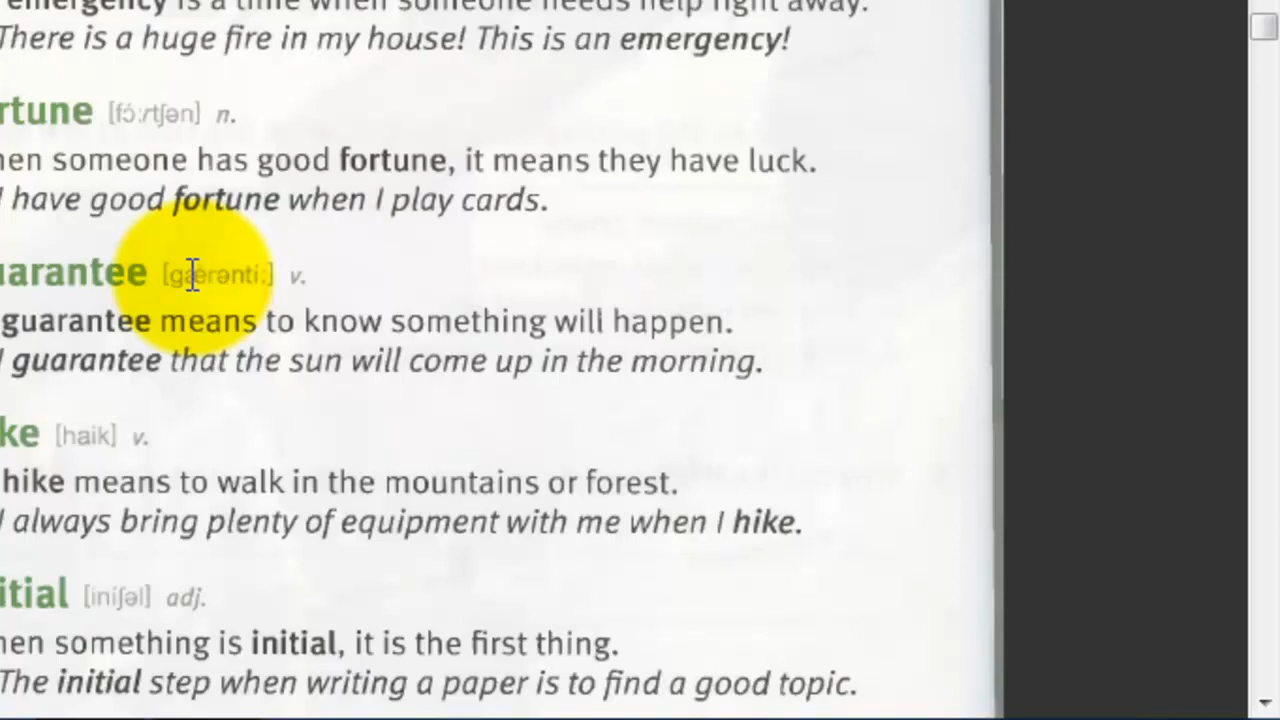 emergency is a time when someone needs help right away.
There is a huge fire in my house! This is an emergency!
rtune [fɔ́ːrtʃən] n.
hen someone has good fortune, it means they have luck.
I have good fortune when I play cards.
uarantee [gæ̀rəntíː] v.
guarantee means to know something will happen.
I guarantee that the sun will come up in the morning.
ke [haik] v.
hike means to walk in the mountains or forest.
I always bring plenty of equipment with me when I hike.
itial [iniʃəl] adj.
hen something is initial, it is the first thing.
The initial step when writing a paper is to find a good topic.